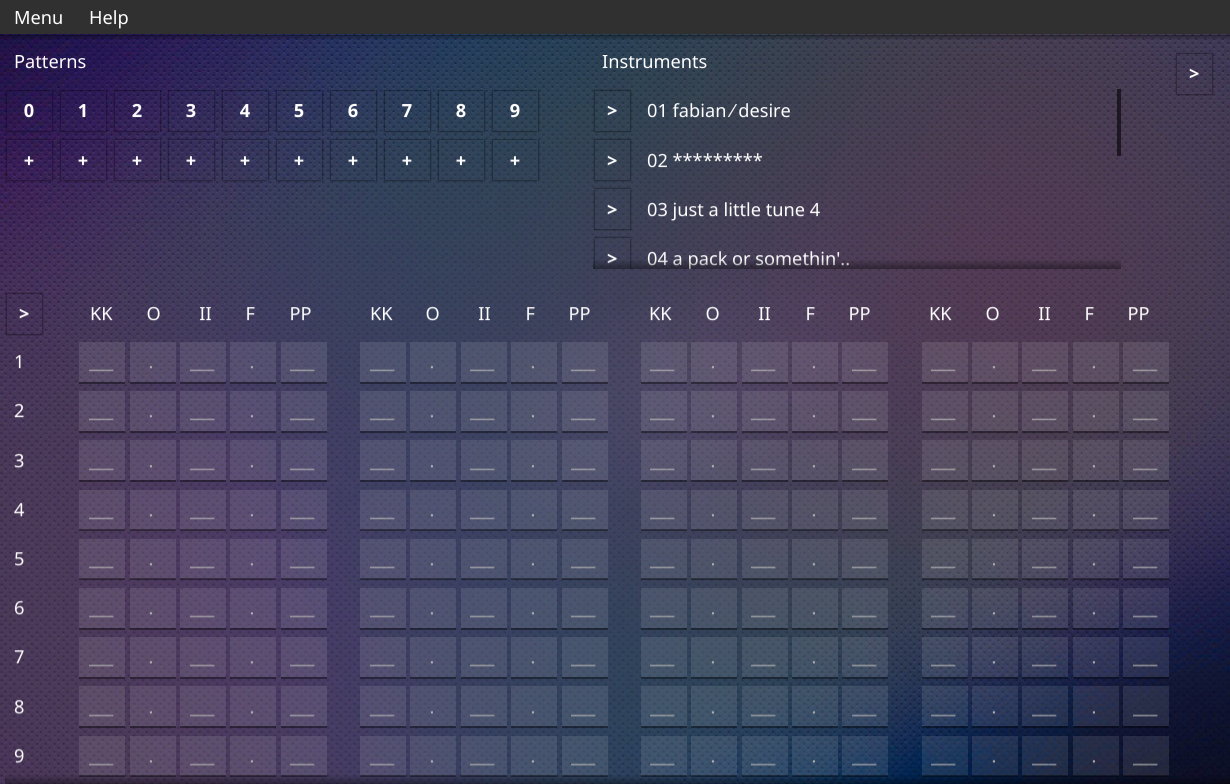 Menu Help
Patterns
Instruments
>
0 1 2 3 4 5 6 7 8 9
> 01 fabian/desire
+ + + + + + + + + +
> 02 *********
> 03 just a little tune 4
> 04 a pack or somethin'..
> KK O II F PP KK O II F PP KK O II F PP KK O II F PP
1 __ . __ . __ __ . __ . __ __ . __ . __ __ . __ . __
2 __ . __ . __ __ . __ . __ __ . __ . __ __ . __ . __
3 __ . __ . __ __ . __ . __ __ . __ . __ __ . __ . __
4 __ . __ . __ __ . __ . __ __ . __ . __ __ . __ . __
5 __ . __ . __ __ . __ . __ __ . __ . __ __ . __ . __
6 __ . __ . __ __ . __ . __ __ . __ . __ __ . __ . __
7 __ . __ . __ __ . __ . __ __ . __ . __ __ . __ . __
8 __ . __ . __ __ . __ . __ __ . __ . __ __ . __ . __
9 __ . __ . __ __ . __ . __ __ . __ . __ __ . __ . __